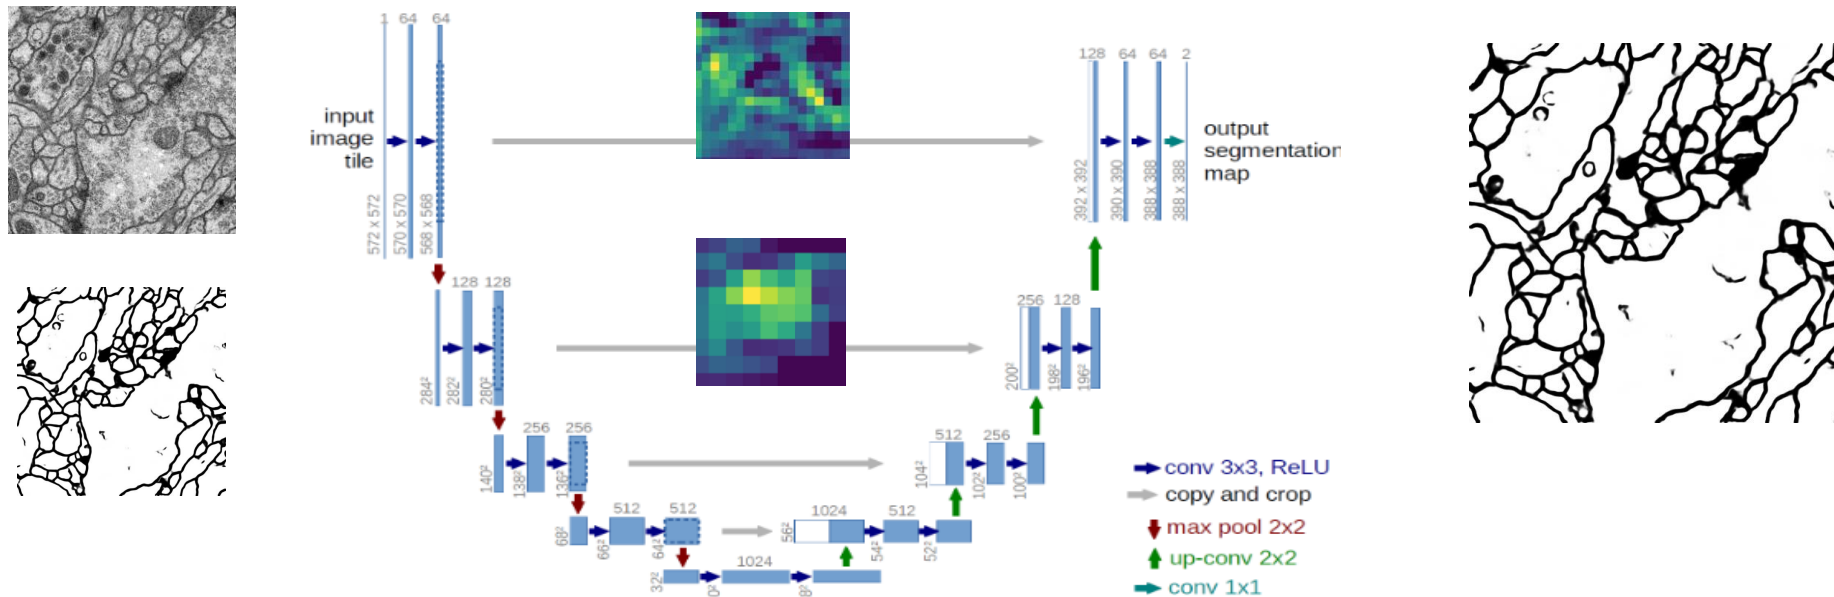 1 64 64
128 64 64 2
input
image
tile
output
segmentation
map
572 x 572
570 x 570
568 x 568
392 x 392
390 x 390
388 x 388
388 x 388
128 128
256 128
284²
282²
280²
200²
198²
196²
256 256
512 256
140²
138²
136²
104²
102²
100²
512 512
1024 512
68²
66²
64²
56²
54²
52²
1024
32²
0²
8²
conv 3x3, ReLU
copy and crop
max pool 2x2
up-conv 2x2
conv 1x1